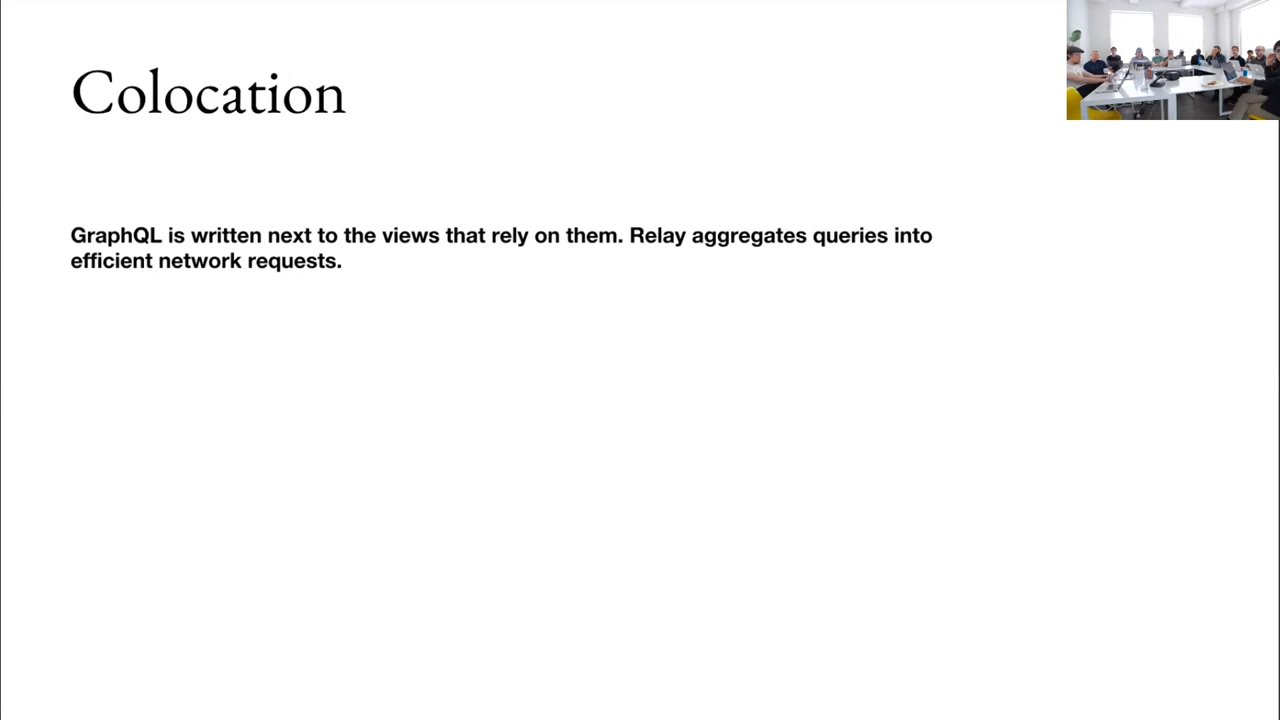 Colocation
GraphQL is written next to the views that rely on them. Relay aggregates queries into
efficient network requests.